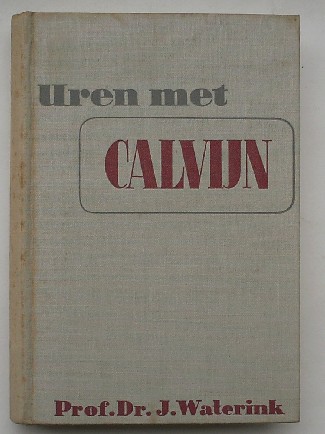 Uren met
CALVIJN
Prof. Dr. J. Waterink